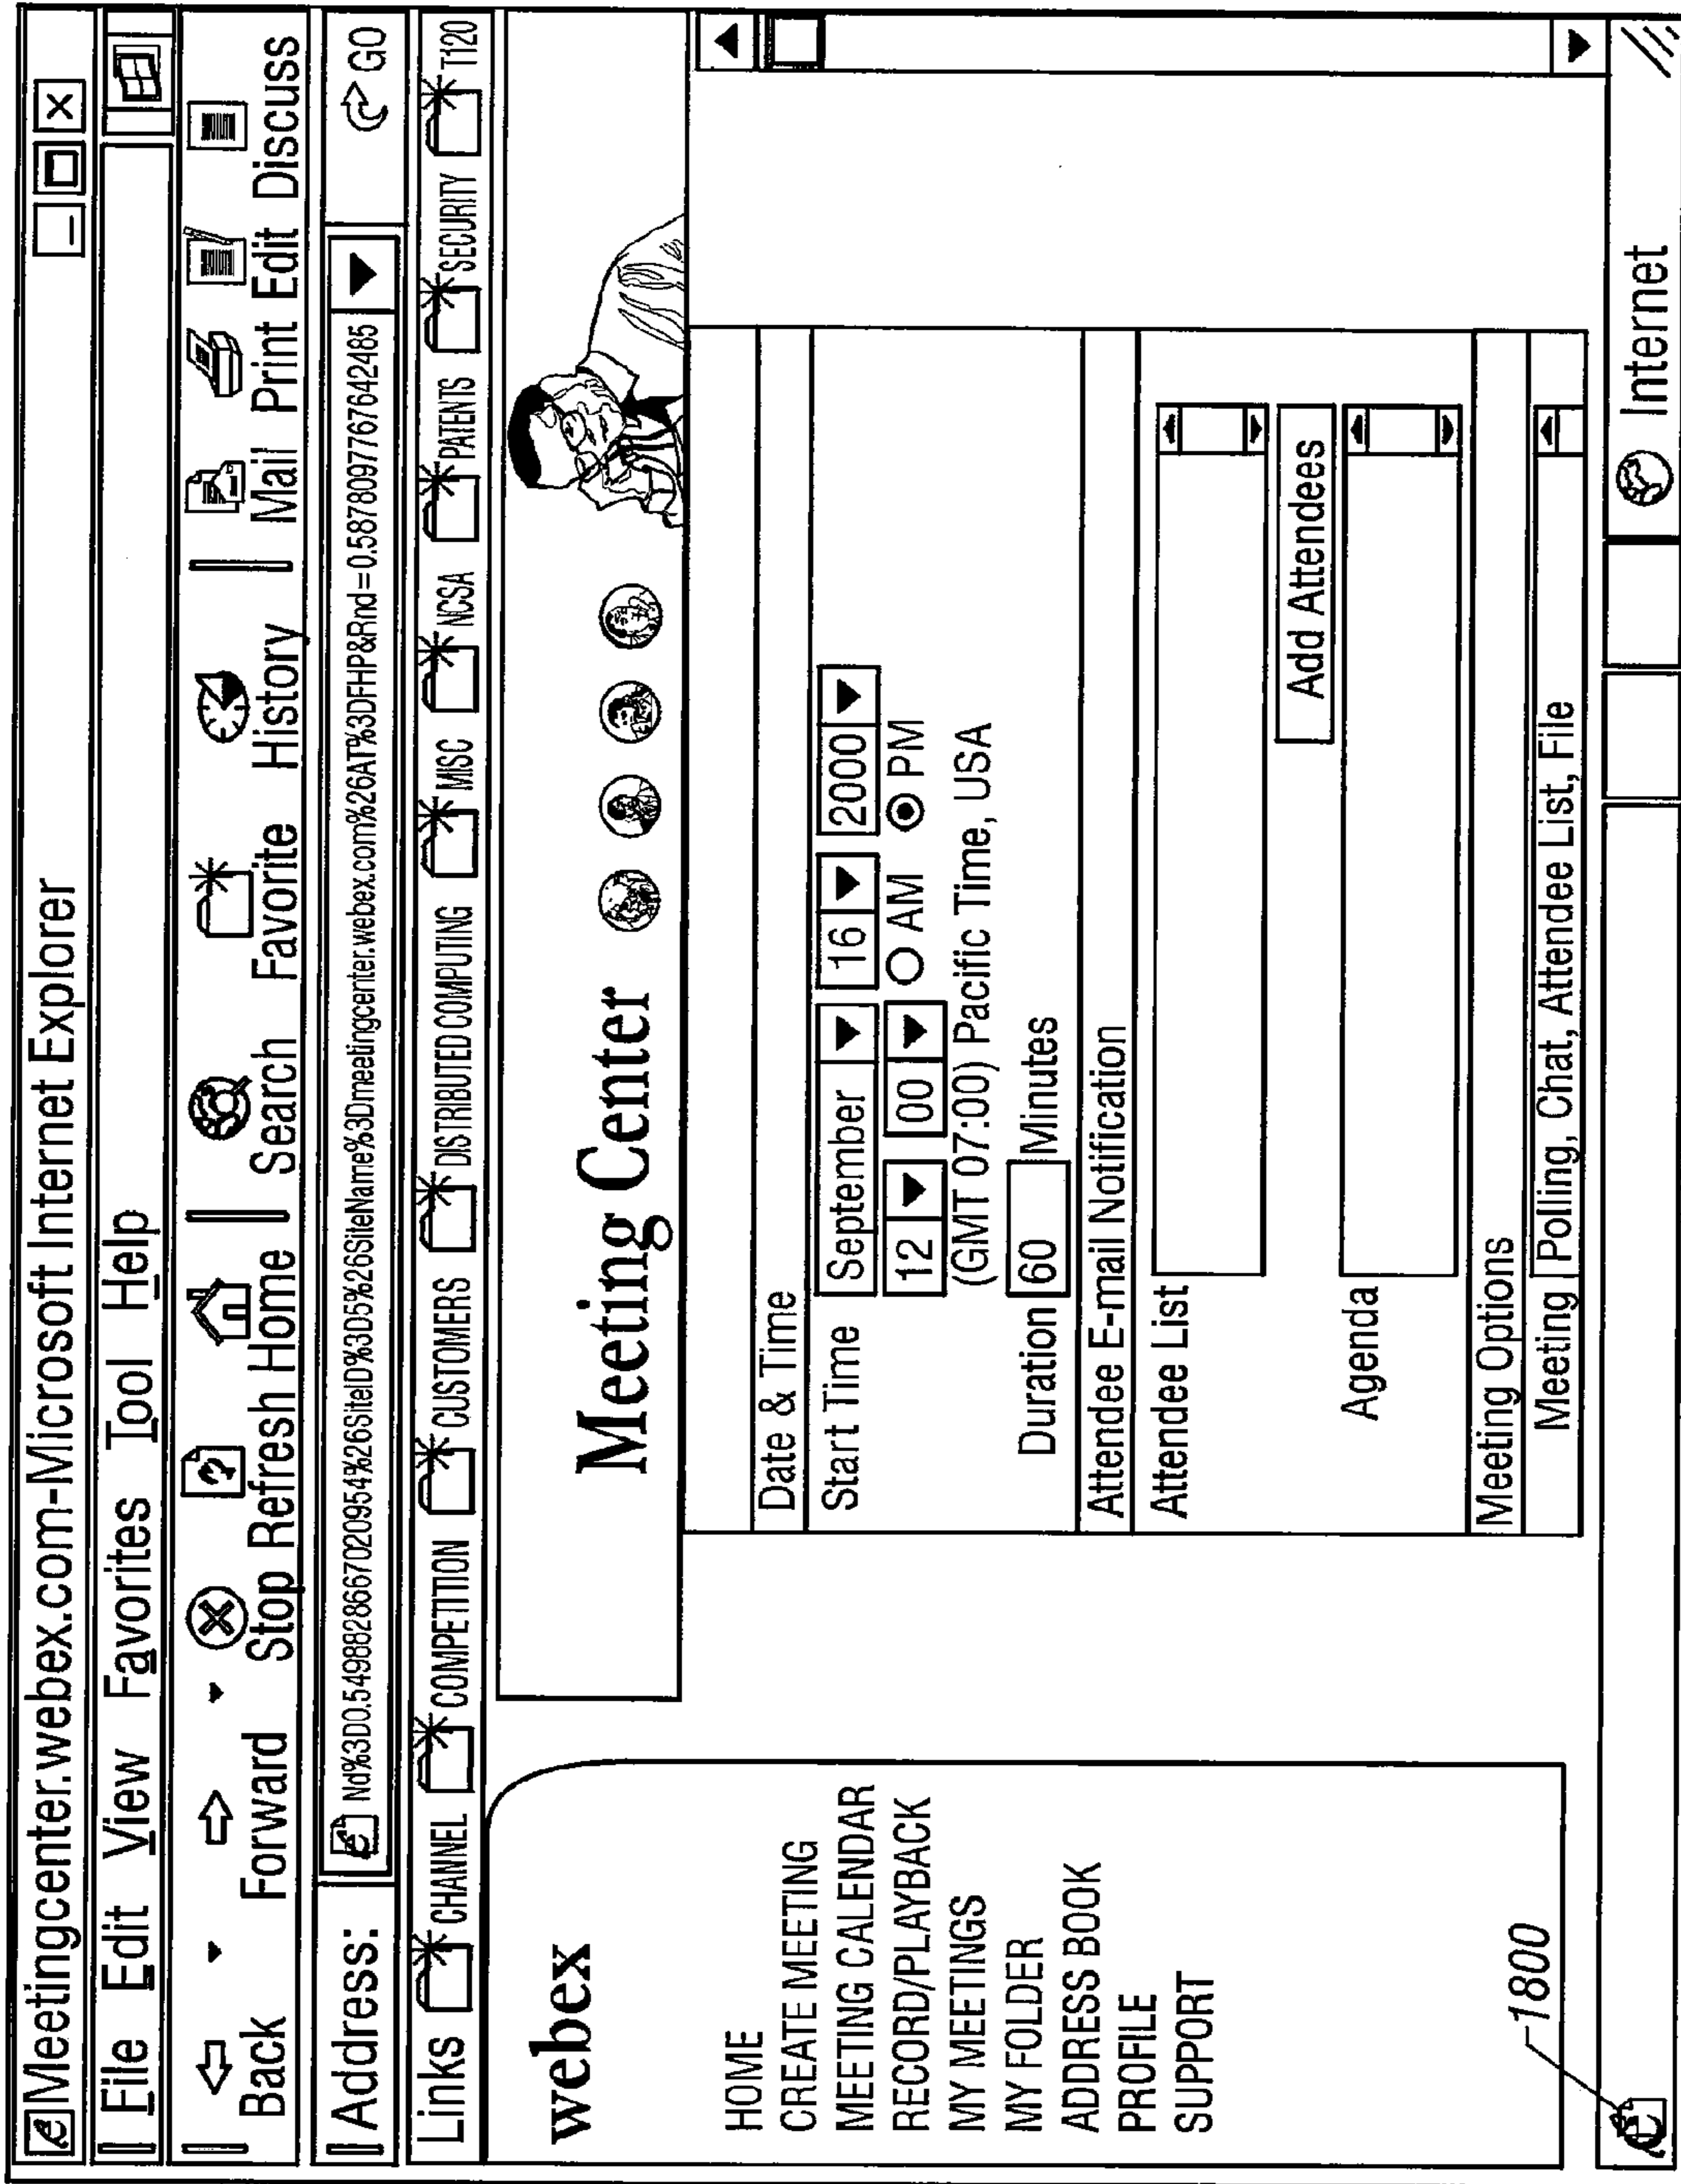 Meetingcenter.webex.com-Microsoft Internet Explorer
File Edit View Favorites Tool Help
Back Forward Stop Refresh Home Search Favorite History Mail Print Edit Discuss
Address: Nd%3D0.5498828667020954%26SiteID%3D5%26SiteName%3Dmeetingcenter.webex.com%26AT%3DFHP&Rnd=0.5878097767642485 GO
Links CHANNEL COMPETITION CUSTOMERS DISTRIBUTED COMPUTING MISC NCSA PATENTS SECURITY T120
webex
HOME
CREATE MEETING
MEETING CALENDAR
RECORD/PLAYBACK
MY MEETINGS
MY FOLDER
ADDRESS BOOK
PROFILE
SUPPORT
Meeting Center
Date & Time
Start Time September 16 2000
12 00 AM PM
(GMT 07:00) Pacific Time, USA
Duration 60 Minutes
Attendee E-mail Notification
Attendee List
Add Attendees
Agenda
Meeting Options
Meeting Polling, Chat, Attendee List, File
1800
Internet